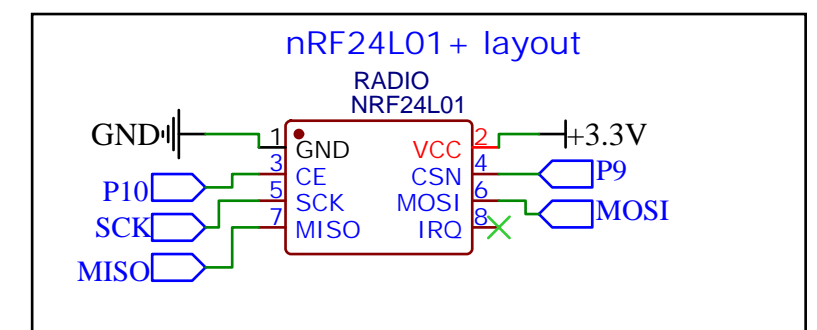 nRF24L01+ layout
RADIO
NRF24L01
GND 1 GND VCC 2 +3.3V
P10 3 CE CSN 4 P9
SCK 5 SCK MOSI 6 MOSI
MISO 7 MISO IRQ 8